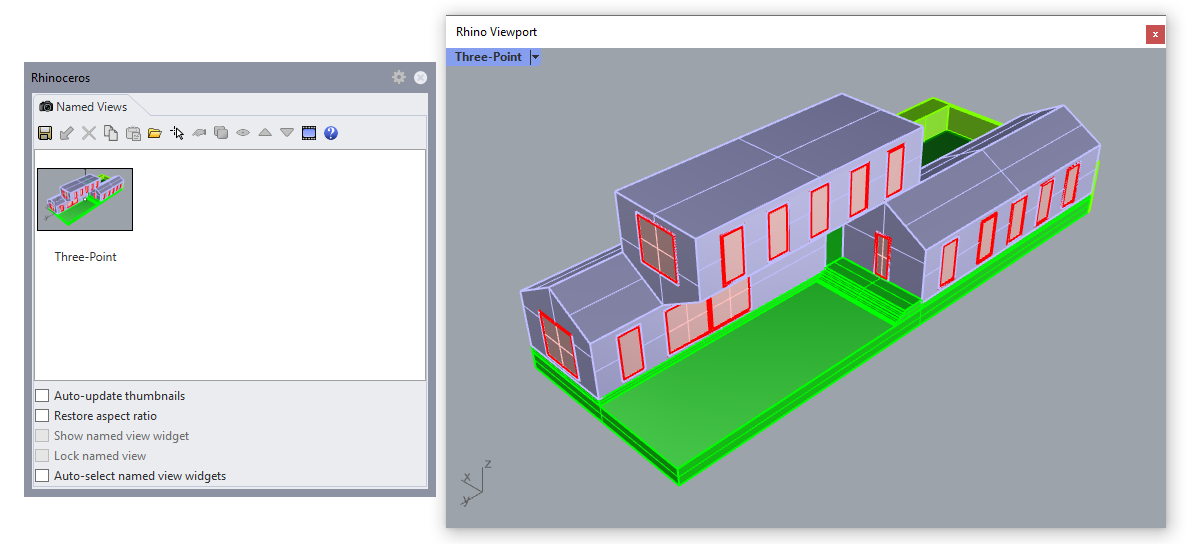 Rhinoceros
Named Views
?
Three-Point
Auto-update thumbnails
Restore aspect ratio
Show named view widget
Lock named view
Auto-select named view widgets
Rhino Viewport
x
Three-Point
z
x
y